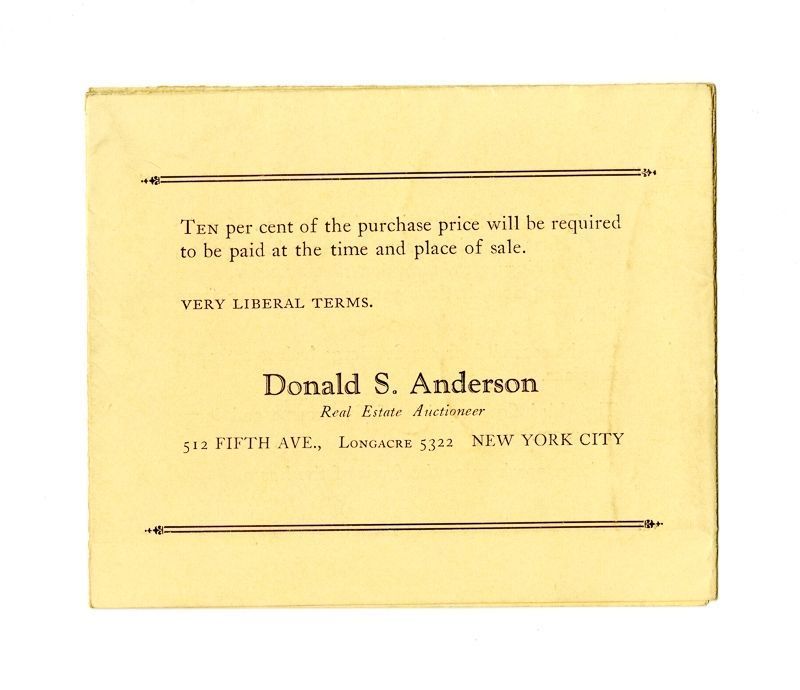 TEN per cent of the purchase price will be required
to be paid at the time and place of sale.
VERY LIBERAL TERMS.
Donald S. Anderson
Real Estate Auctioneer
512 FIFTH AVE., LONGACRE 5322 NEW YORK CITY